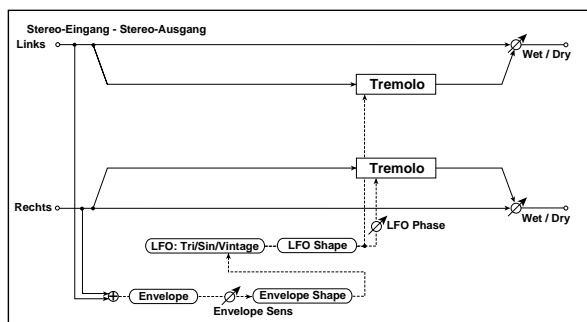 Stereo-Eingang - Stereo-Ausgang
Links
Wet / Dry
Tremolo
Tremolo
Rechts
Wet / Dry
LFO Phase
LFO: Tri/Sin/Vintage
LFO Shape
Envelope
Envelope Shape
Envelope Sens